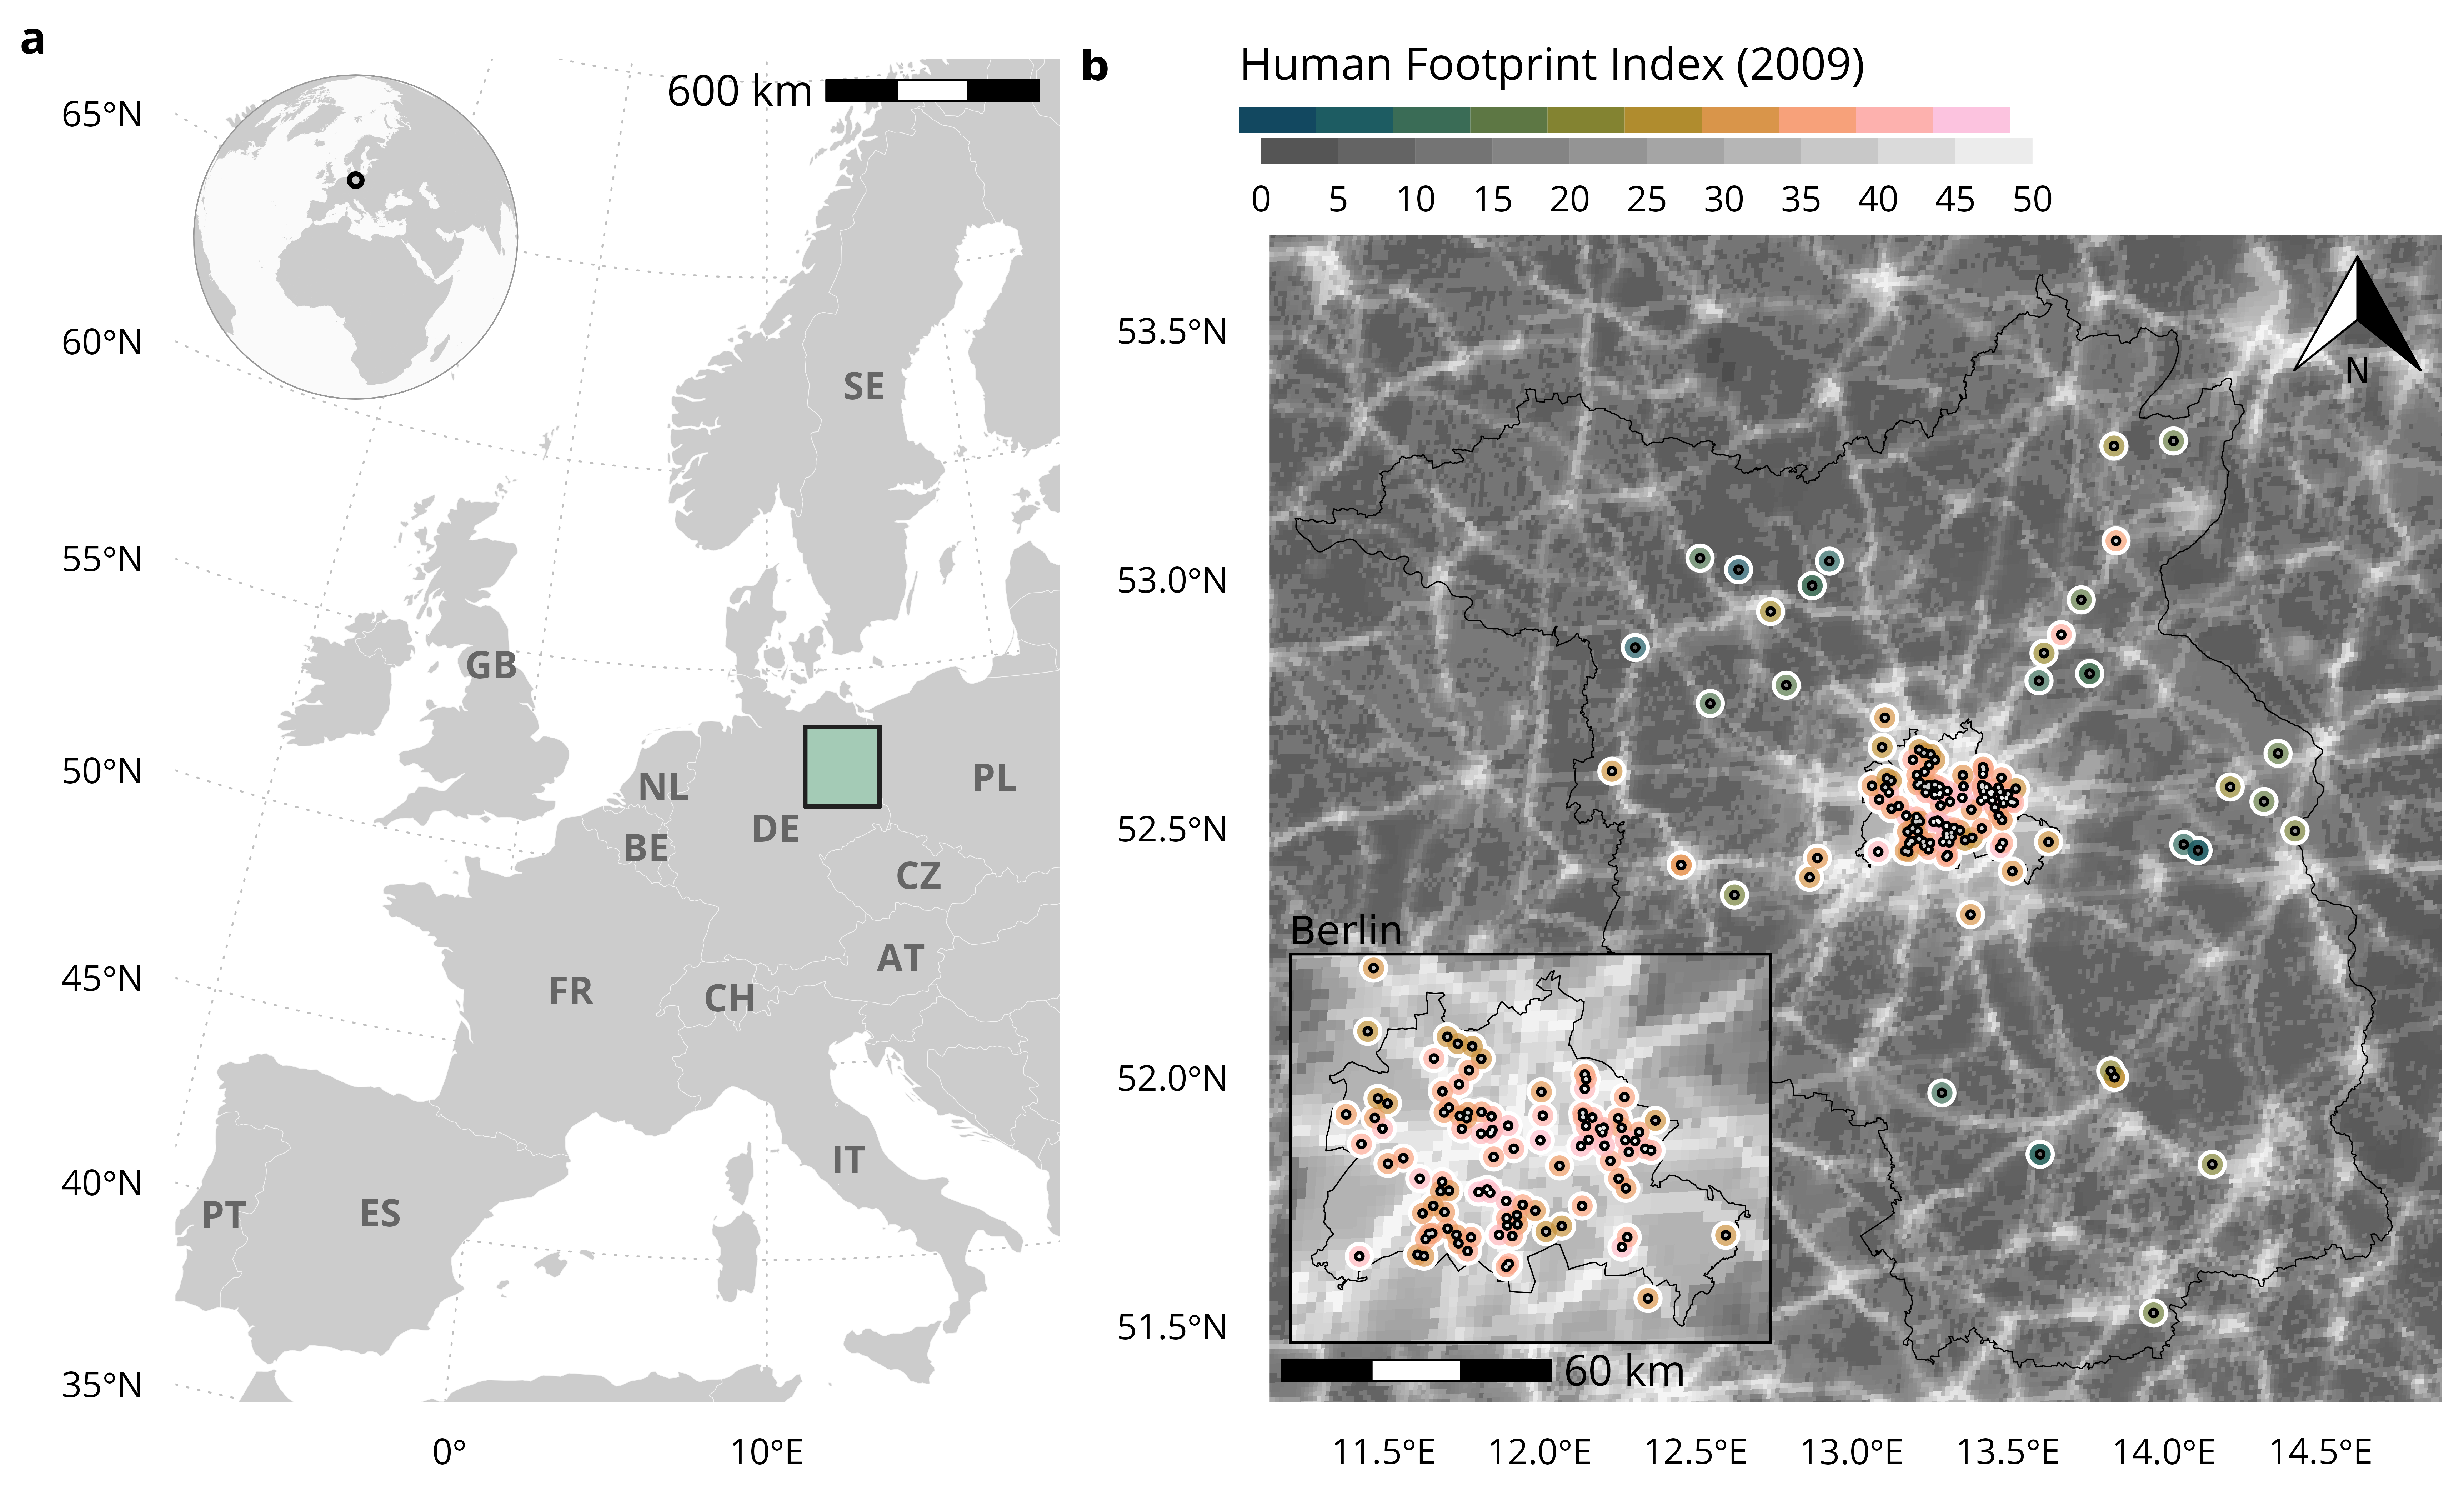 a
600 km
65°N
60°N
55°N
50°N
45°N
40°N
35°N
0°
10°E
SE
GB
NL
BE
DE
PL
CZ
AT
FR
CH
IT
PT
ES
b
Human Footprint Index (2009)
0 5 10 15 20 25 30 35 40 45 50
N
53.5°N
53.0°N
52.5°N
52.0°N
51.5°N
Berlin
60 km
11.5°E 12.0°E 12.5°E 13.0°E 13.5°E 14.0°E 14.5°E